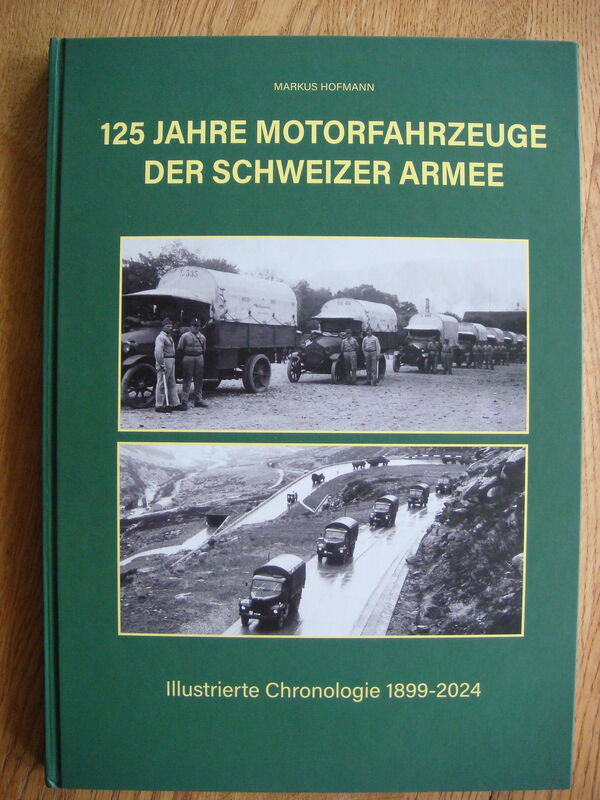 MARKUS HOFMANN
125 JAHRE MOTORFAHRZEUGE
DER SCHWEIZER ARMEE
Illustrierte Chronologie 1899-2024